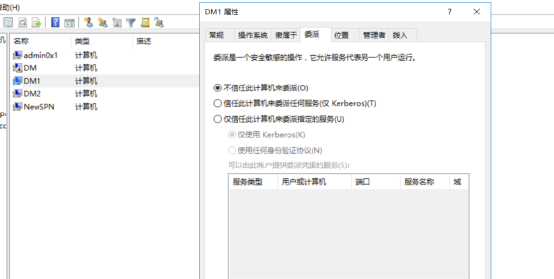 助(H)
名称 类型 描述
admin0x1 计算机
DM 计算机
DM1 计算机
DM2 计算机
NewSPN 计算机
DM1 属性
? ×
常规 操作系统 隶属于 委派 位置 管理者 拨入
委派是一个安全敏感的操作，它允许服务代表另一个用户运行。
不信任此计算机来委派(O)
信任此计算机来委派任何服务(仅 Kerberos)(T)
仅信任此计算机来委派指定的服务(U)
仅使用 Kerberos(K)
使用任何身份验证协议(N)
可以由此帐户提供委派凭据的服务(S):
服务类型 用户或计算机 端口 服务名称 域